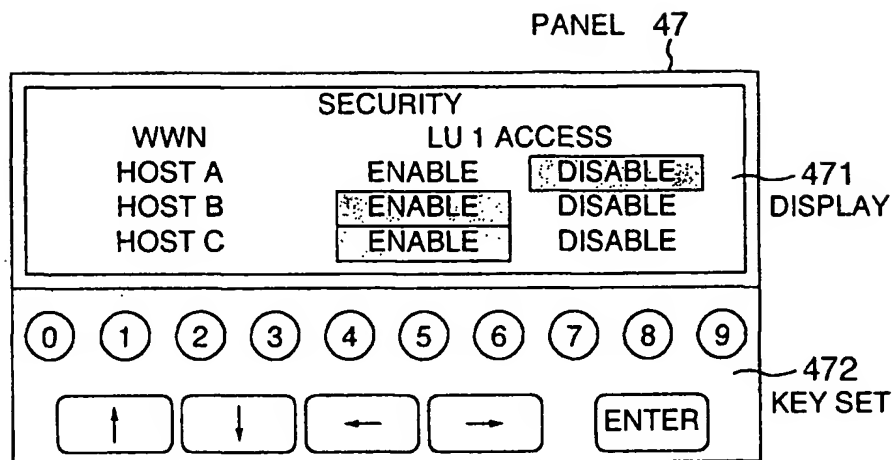 PANEL 47
SECURITY
WWN LU 1 ACCESS
HOST A ENABLE DISABLE
HOST B ENABLE DISABLE
HOST C ENABLE DISABLE
471
DISPLAY
0 1 2 3 4 5 6 7 8 9
472
KEY SET
↑ ↓ ← → ENTER